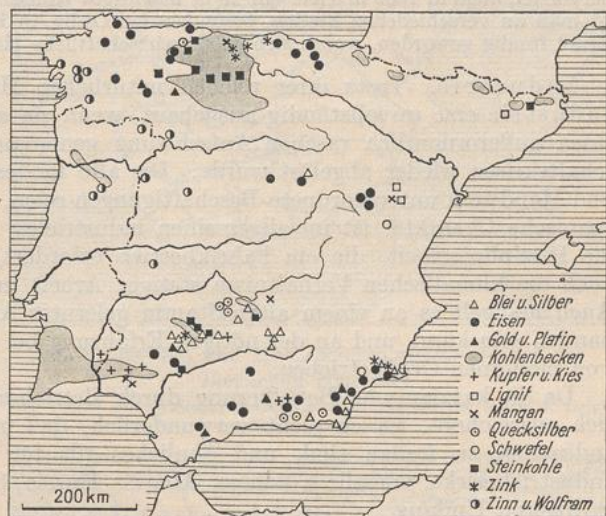 Blei u. Silber
Eisen
Gold u. Platin
Kohlenbecken
Kupfer u. Kies
Lignit
Mangan
Quecksilber
Schwefel
Steinkohle
Zink
Zinn u. Wolfram
200 km